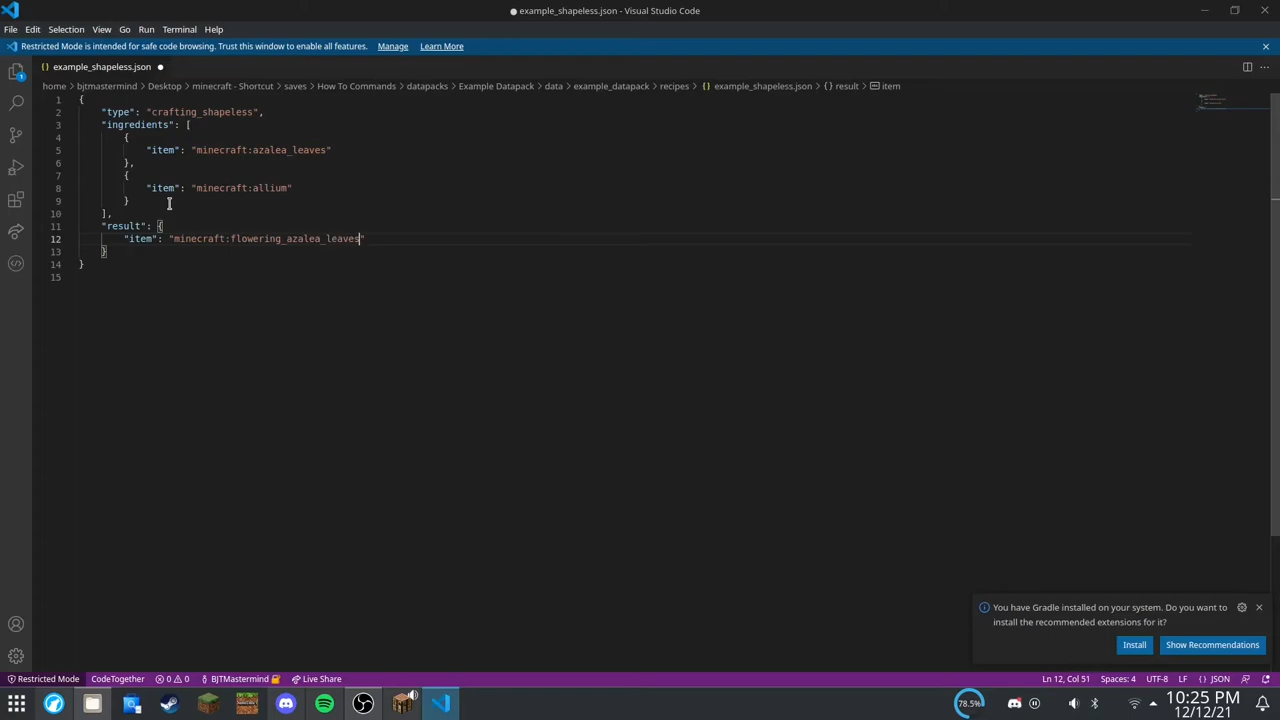 example_shapeless.json - Visual Studio Code
File Edit Selection View Go Run Terminal Help
Restricted Mode is intended for safe code browsing. Trust this window to enable all features. Manage Learn More
example_shapeless.json
home bjtmastermind Desktop minecraft - Shortcut saves How To Commands datapacks Example Datapack data example_datapack recipes {} example_shapeless.json {} result item
1 {
2 "type": "crafting_shapeless",
3 "ingredients": [
4 {
5 "item": "minecraft:azalea_leaves"
6 },
7 {
8 "item": "minecraft:allium"
9 }
10 ],
11 "result": {
12 "item": "minecraft:flowering_azalea_leaves"
13 }
14 }
15
You have Gradle installed on your system. Do you want to
install the recommended extensions for it?
Install Show Recommendations
Restricted Mode CodeTogether 0 0 BJTMastermind Live Share Ln 12, Col 51 Spaces: 4 UTF-8 LF {} JSON
78.5% 10:25 PM
12/12/21